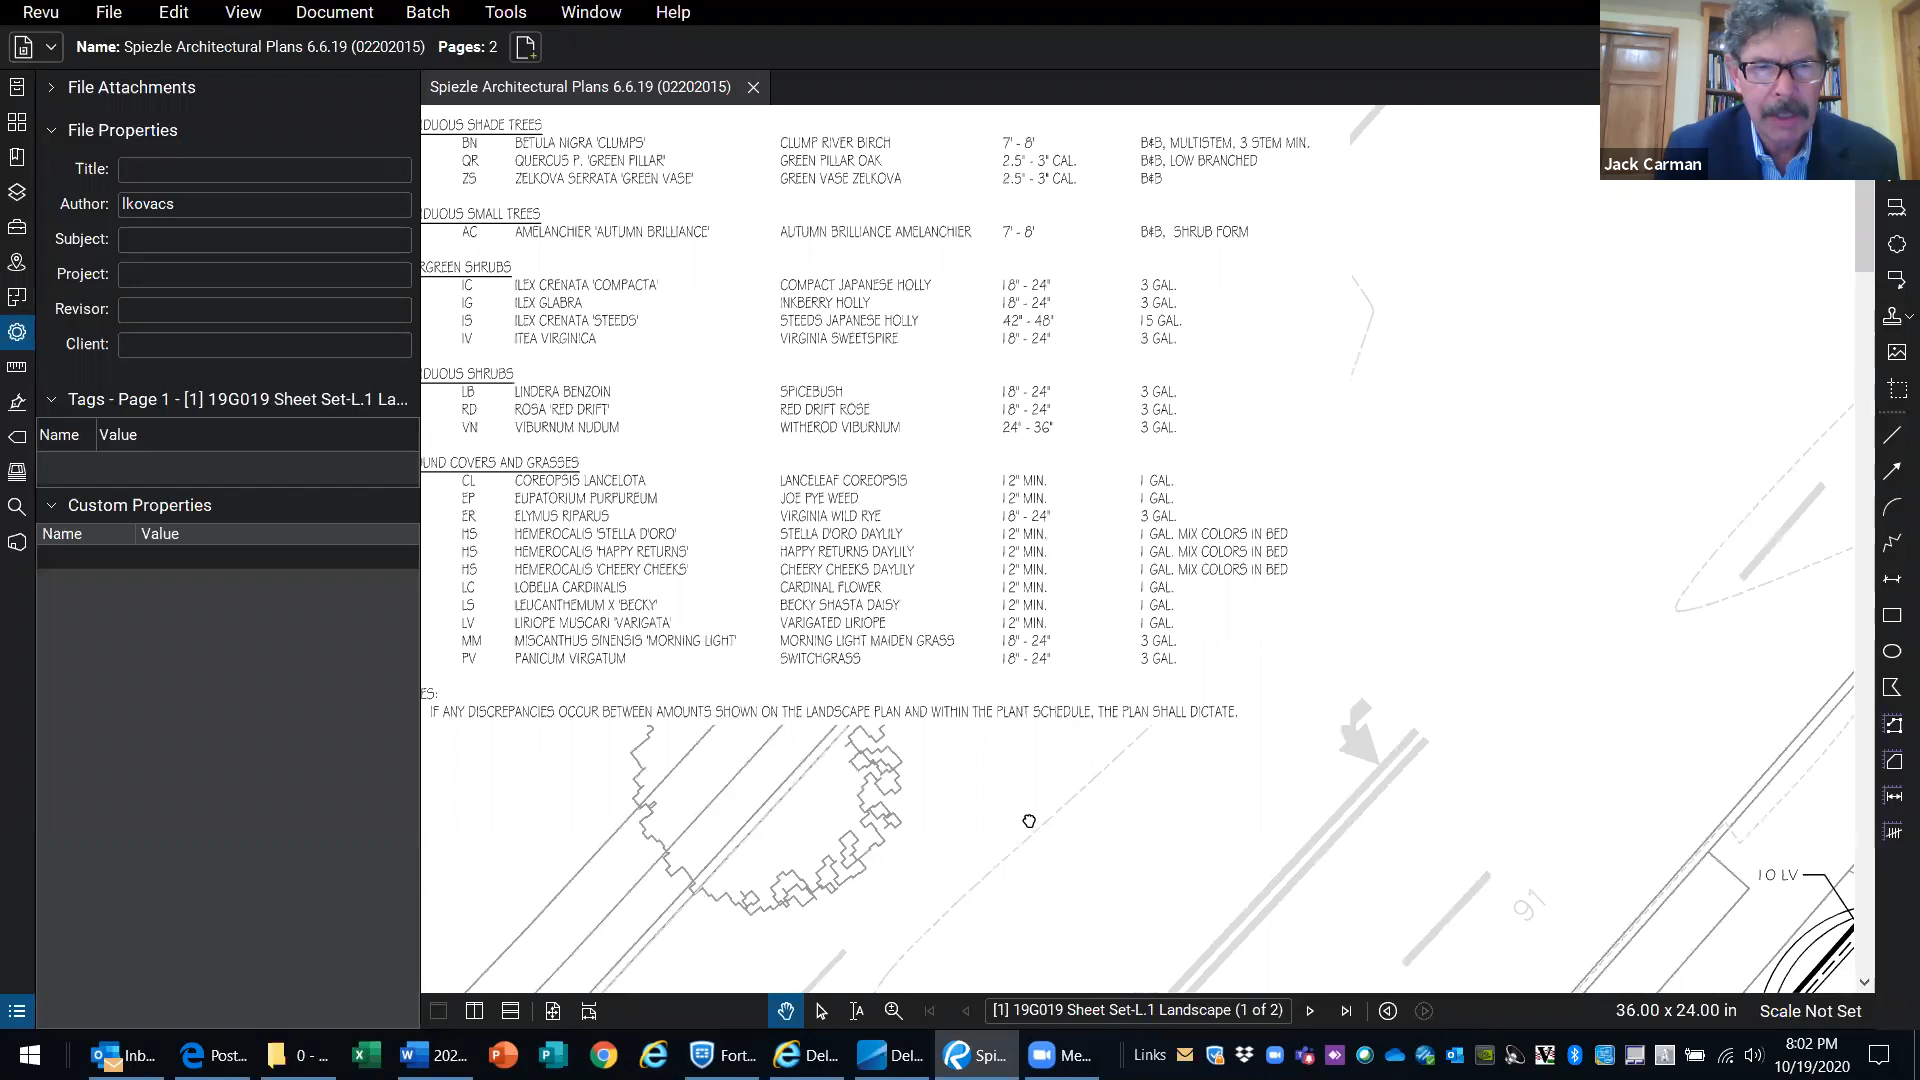 Revu File Edit View Document Batch Tools Window Help
Name: Spiezle Architectural Plans 6.6.19 (02202015) Pages: 2
File Attachments
File Properties
Title:
Author: lkovacs
Subject:
Project:
Revisor:
Client:
Tags - Page 1 - [1] 19G019 Sheet Set-L.1 La...
Name Value
Custom Properties
Name Value
Spiezle Architectural Plans 6.6.19 (02202015)
Jack Carman
IDUOUS SHADE TREES
BN BETULA NIGRA 'CLUMPS' CLUMP RIVER BIRCH 7' - 8' B&B, MULTISTEM, 3 STEM MIN.
QR QUERCUS P. 'GREEN PILLAR' GREEN PILLAR OAK 2.5" - 3" CAL. B&B, LOW BRANCHED
ZS ZELKOVA SERRATA 'GREEN VASE' GREEN VASE ZELKOVA 2.5" - 3" CAL. B&B
IDUOUS SMALL TREES
AC AMELANCHIER 'AUTUMN BRILLIANCE' AUTUMN BRILLIANCE AMELANCHIER 7' - 8' B&B, SHRUB FORM
RGREEN SHRUBS
IC ILEX CRENATA 'COMPACTA' COMPACT JAPANESE HOLLY 18" - 24" 3 GAL.
IG ILEX GLABRA INKBERRY HOLLY 18" - 24" 3 GAL.
IS ILEX CRENATA 'STEEDS' STEEDS JAPANESE HOLLY 42" - 48" 15 GAL.
IV ITEA VIRGINICA VIRGINIA SWEETSPIRE 18" - 24" 3 GAL.
IDUOUS SHRUBS
LB LINDERA BENZOIN SPICEBUSH 18" - 24" 3 GAL.
RD ROSA 'RED DRIFT' RED DRIFT ROSE 18" - 24" 3 GAL.
VN VIBURNUM NUDUM WITHEROD VIBURNUM 24" - 36" 3 GAL.
OUND COVERS AND GRASSES
CL COREOPSIS LANCELOTA LANCELEAF COREOPSIS 12" MIN. 1 GAL.
EP EUPATORIUM PURPUREUM JOE PYE WEED 12" MIN. 1 GAL.
ER ELYMUS RIPARUS VIRGINIA WILD RYE 18" - 24" 3 GAL.
HS HEMEROCALIS 'STELLA D'ORO' STELLA D'ORO DAYLILY 12" MIN. 1 GAL. MIX COLORS IN BED
HS HEMEROCALIS 'HAPPY RETURNS' HAPPY RETURNS DAYLILY 12" MIN. 1 GAL. MIX COLORS IN BED
HS HEMEROCALIS 'CHEERY CHEEKS' CHEERY CHEEKS DAYLILY 12" MIN. 1 GAL. MIX COLORS IN BED
LC LOBELIA CARDINALIS CARDINAL FLOWER 12" MIN. 1 GAL.
LS LEUCANTHEMUM X 'BECKY' BECKY SHASTA DAISY 12" MIN. 1 GAL.
LV LIRIOPE MUSCARI 'VARIGATA' VARIGATED LIRIOPE 12" MIN. 1 GAL.
MM MISCANTHUS SINENSIS 'MORNING LIGHT' MORNING LIGHT MAIDEN GRASS 18" - 24" 3 GAL.
PV PANICUM VIRGATUM SWITCHGRASS 18" - 24" 3 GAL.
ES:
IF ANY DISCREPANCIES OCCUR BETWEEN AMOUNTS SHOWN ON THE LANDSCAPE PLAN AND WITHIN THE PLANT SCHEDULE, THE PLAN SHALL DICTATE.
10 LV
91
[1] 19G019 Sheet Set-L.1 Landscape (1 of 2)
36.00 x 24.00 in Scale Not Set
Inb... Post... 0 - ... 202... Fort... Del... Del... Spi... Me... Links
8:02 PM
10/19/2020